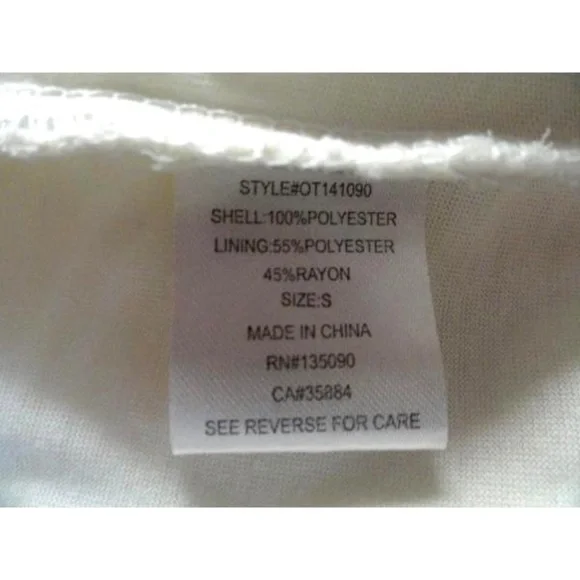 STYLE#OT141090
SHELL:100%POLYESTER
LINING:55%POLYESTER
45%RAYON
SIZE:S
MADE IN CHINA
RN#135090
CA#35884
SEE REVERSE FOR CARE